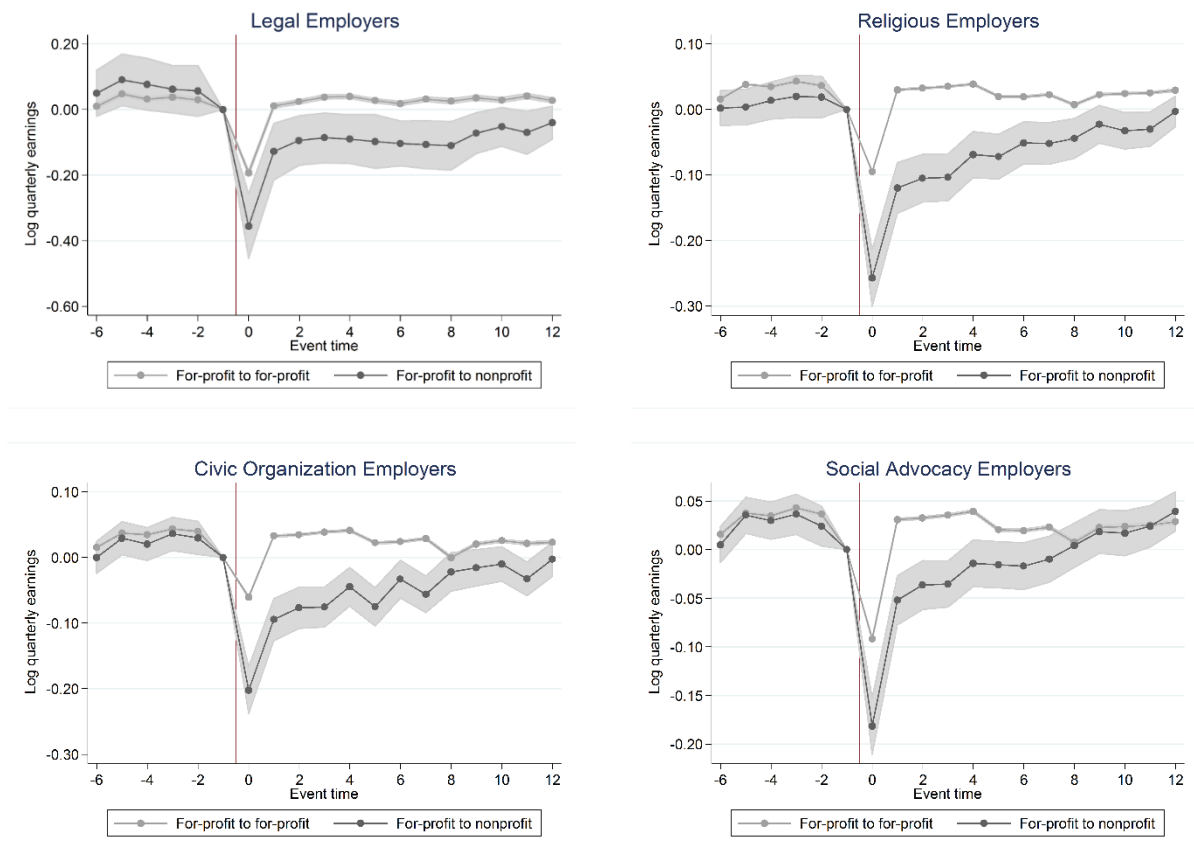 Legal Employers
Log quarterly earnings
0.20
0.00
-0.20
-0.40
-0.60
-6 -4 -2 0 2 4 6 8 10 12
Event time
For-profit to for-profit For-profit to nonprofit
Religious Employers
Log quarterly earnings
0.10
0.00
-0.10
-0.20
-0.30
-6 -4 -2 0 2 4 6 8 10 12
Event time
For-profit to for-profit For-profit to nonprofit
Civic Organization Employers
Log quarterly earnings
0.10
0.00
-0.10
-0.20
-0.30
-6 -4 -2 0 2 4 6 8 10 12
Event time
For-profit to for-profit For-profit to nonprofit
Social Advocacy Employers
Log quarterly earnings
0.05
0.00
-0.05
-0.10
-0.15
-0.20
-6 -4 -2 0 2 4 6 8 10 12
Event time
For-profit to for-profit For-profit to nonprofit